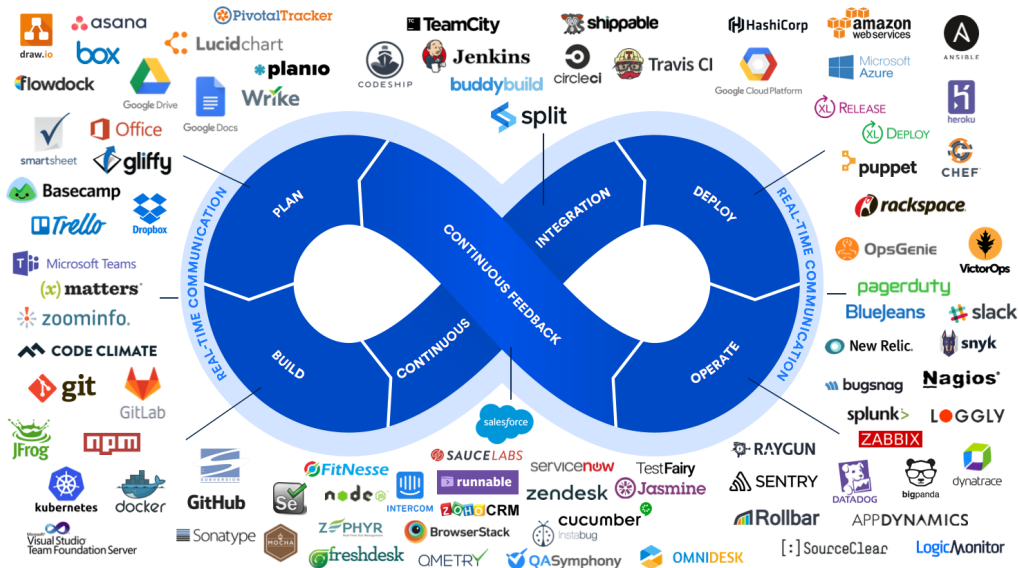 draw.io
asana
PivotalTracker
box
Lucidchart
flowdock
Google Drive
planio
Google Docs
Wrike
smartsheet
Office
gliffy
Basecamp
Trello
Dropbox
Microsoft Teams
(x) matters
zoominfo.
CODE CLIMATE
git
GitLab
JFrog
npm
kubernetes
docker
Microsoft
Visual Studio
Team Foundation Server
SUBVERSION
GitHub
Sonatype
TC
TeamCity
shippable
CODESHIP
Jenkins
buddybuild
circleci
Travis CI
split
HashiCorp
amazon
web services
Google Cloud Platform
Microsoft
Azure
A
ANSIBLE
XL RELEASE
XL DEPLOY
heroku
puppet
CHEF
rackspace
OpsGenie
VictorOps
pagerduty
BlueJeans
slack
New Relic.
snyk
bugsnag
Nagios®
splunk>
LOGGLY
ZABBIX
RAYGUN
SENTRY
DATADOG
bigpanda
dynatrace
Rollbar
APPDYNAMICS
[:]SourceClear
LogicMonitor
REAL-TIME COMMUNICATION
PLAN
BUILD
CONTINUOUS
INTEGRATION
CONTINUOUS FEEDBACK
DEPLOY
OPERATE
REAL-TIME COMMUNICATION
salesforce
SAUCELABS
FitNesse
Se
node
JS
INTERCOM
runnable
servicenow
TestFairy
zendesk
Jasmine
ZOHO CRM
MOCHA
ZEPHYR
BrowserStack
cucumber
instabug
freshdesk
QMETRY
QASymphony
OMNIDESK